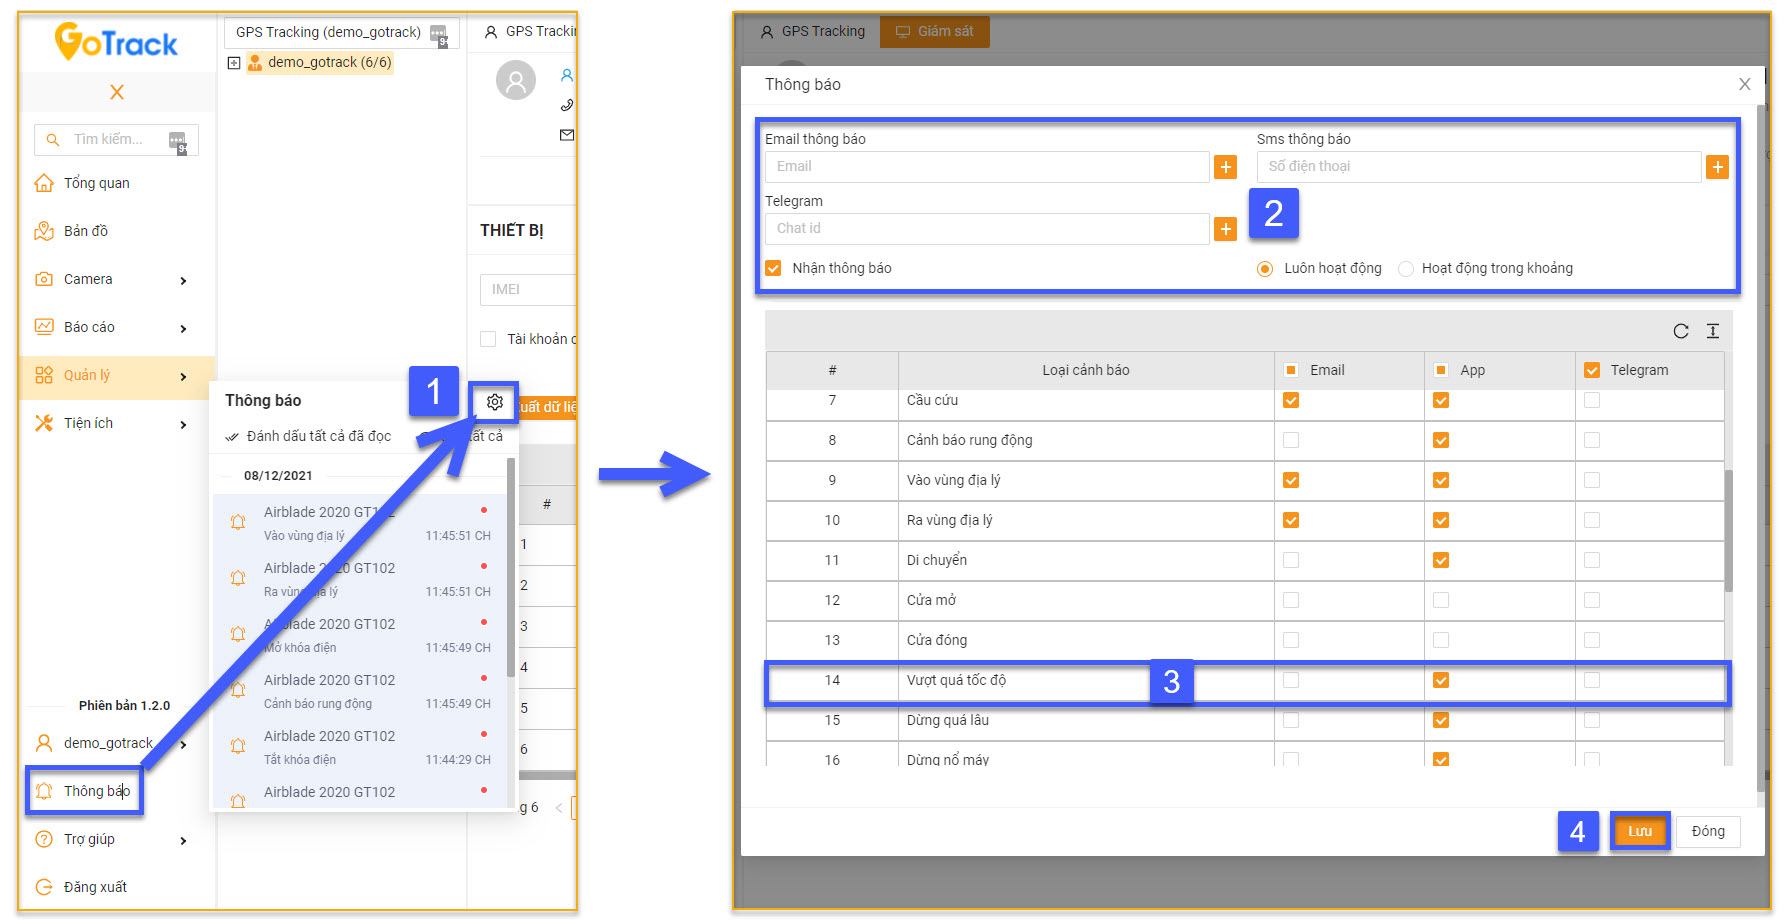 GoTrack
X
Tìm kiếm...
Tổng quan
Bản đồ
Camera
Báo cáo
Quản lý
Tiện ích
Phiên bản 1.2.0
demo_gotrack
Thông báo
Trợ giúp
Đăng xuất
GPS Tracking (demo_gotrack)
demo_gotrack (6/6)
GPS Trackin
THIẾT BỊ
IMEI
Tài khoản c
uất dữ liệ
#
1
2
3
4
5
6
g 6
Thông báo
1
Đánh dấu tất cả đã đọc
tất cả
08/12/2021
Airblade 2020 GT102
Vào vùng địa lý 11:45:51 CH
Airblade 2020 GT102
Ra vùng địa lý 11:45:51 CH
Airblade 2020 GT102
Mở khóa điện 11:45:49 CH
Airblade 2020 GT102
Cảnh báo rung động 11:45:49 CH
Airblade 2020 GT102
Tắt khóa điện 11:44:29 CH
Airblade 2020 GT102
GPS Tracking Giám sát
Thông báo X
Email thông báo Sms thông báo
Email + Số điện thoại +
Telegram
Chat id + 2
Nhận thông báo Luôn hoạt động Hoạt động trong khoảng
# Loại cảnh báo Email App Telegram
7 Cầu cứu
8 Cảnh báo rung động
9 Vào vùng địa lý
10 Ra vùng địa lý
11 Di chuyển
12 Cửa mở
13 Cửa đóng
14 Vượt quá tốc độ 3
15 Dừng quá lâu
16 Dừng nổ máy
4 Lưu Đóng